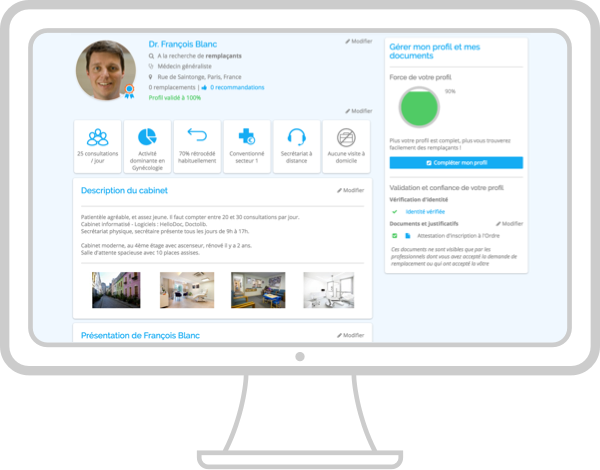 Dr. François Blanc
Modifier
A la recherche de remplaçants
Médecin généraliste
Rue de Saintonge, Paris, France
0 remplacements | 0 recommandations
Profil validé à 100%
Modifier
25 consultations
/ jour
Activité
dominante en
Gynécologie
70% rétrocédé
habituellement
Conventionné
secteur 1
Secrétariat à
distance
Aucune visite à
domicile
Description du cabinet
Modifier
Patientèle agréable, et assez jeune. Il faut compter entre 20 et 30 consultations par jour.
Cabinet informatisé - Logiciels : HelloDoc, Doctolib.
Secrétariat physique, secrétaire présente tous les jours de 9h à 17h.
Cabinet moderne, au 4ème étage avec ascenseur, rénové il y a 2 ans.
Salle d'attente spacieuse avec 10 places assises.
Présentation de François Blanc
Modifier
Gérer mon profil et mes
documents
Force de votre profil
90%
Plus votre profil est complet, plus vous trouverez
facilement des remplaçants !
Compléter mon profil
Validation et confiance de votre profil
Vérification d'identité
Identité vérifiée
Documents et justificatifs
Modifier
Attestation d'inscription à l'Ordre
Ces documents ne sont visibles que par les
professionnels dont vous avez accepté la demande de
remplacement ou qui ont accepté la vôtre